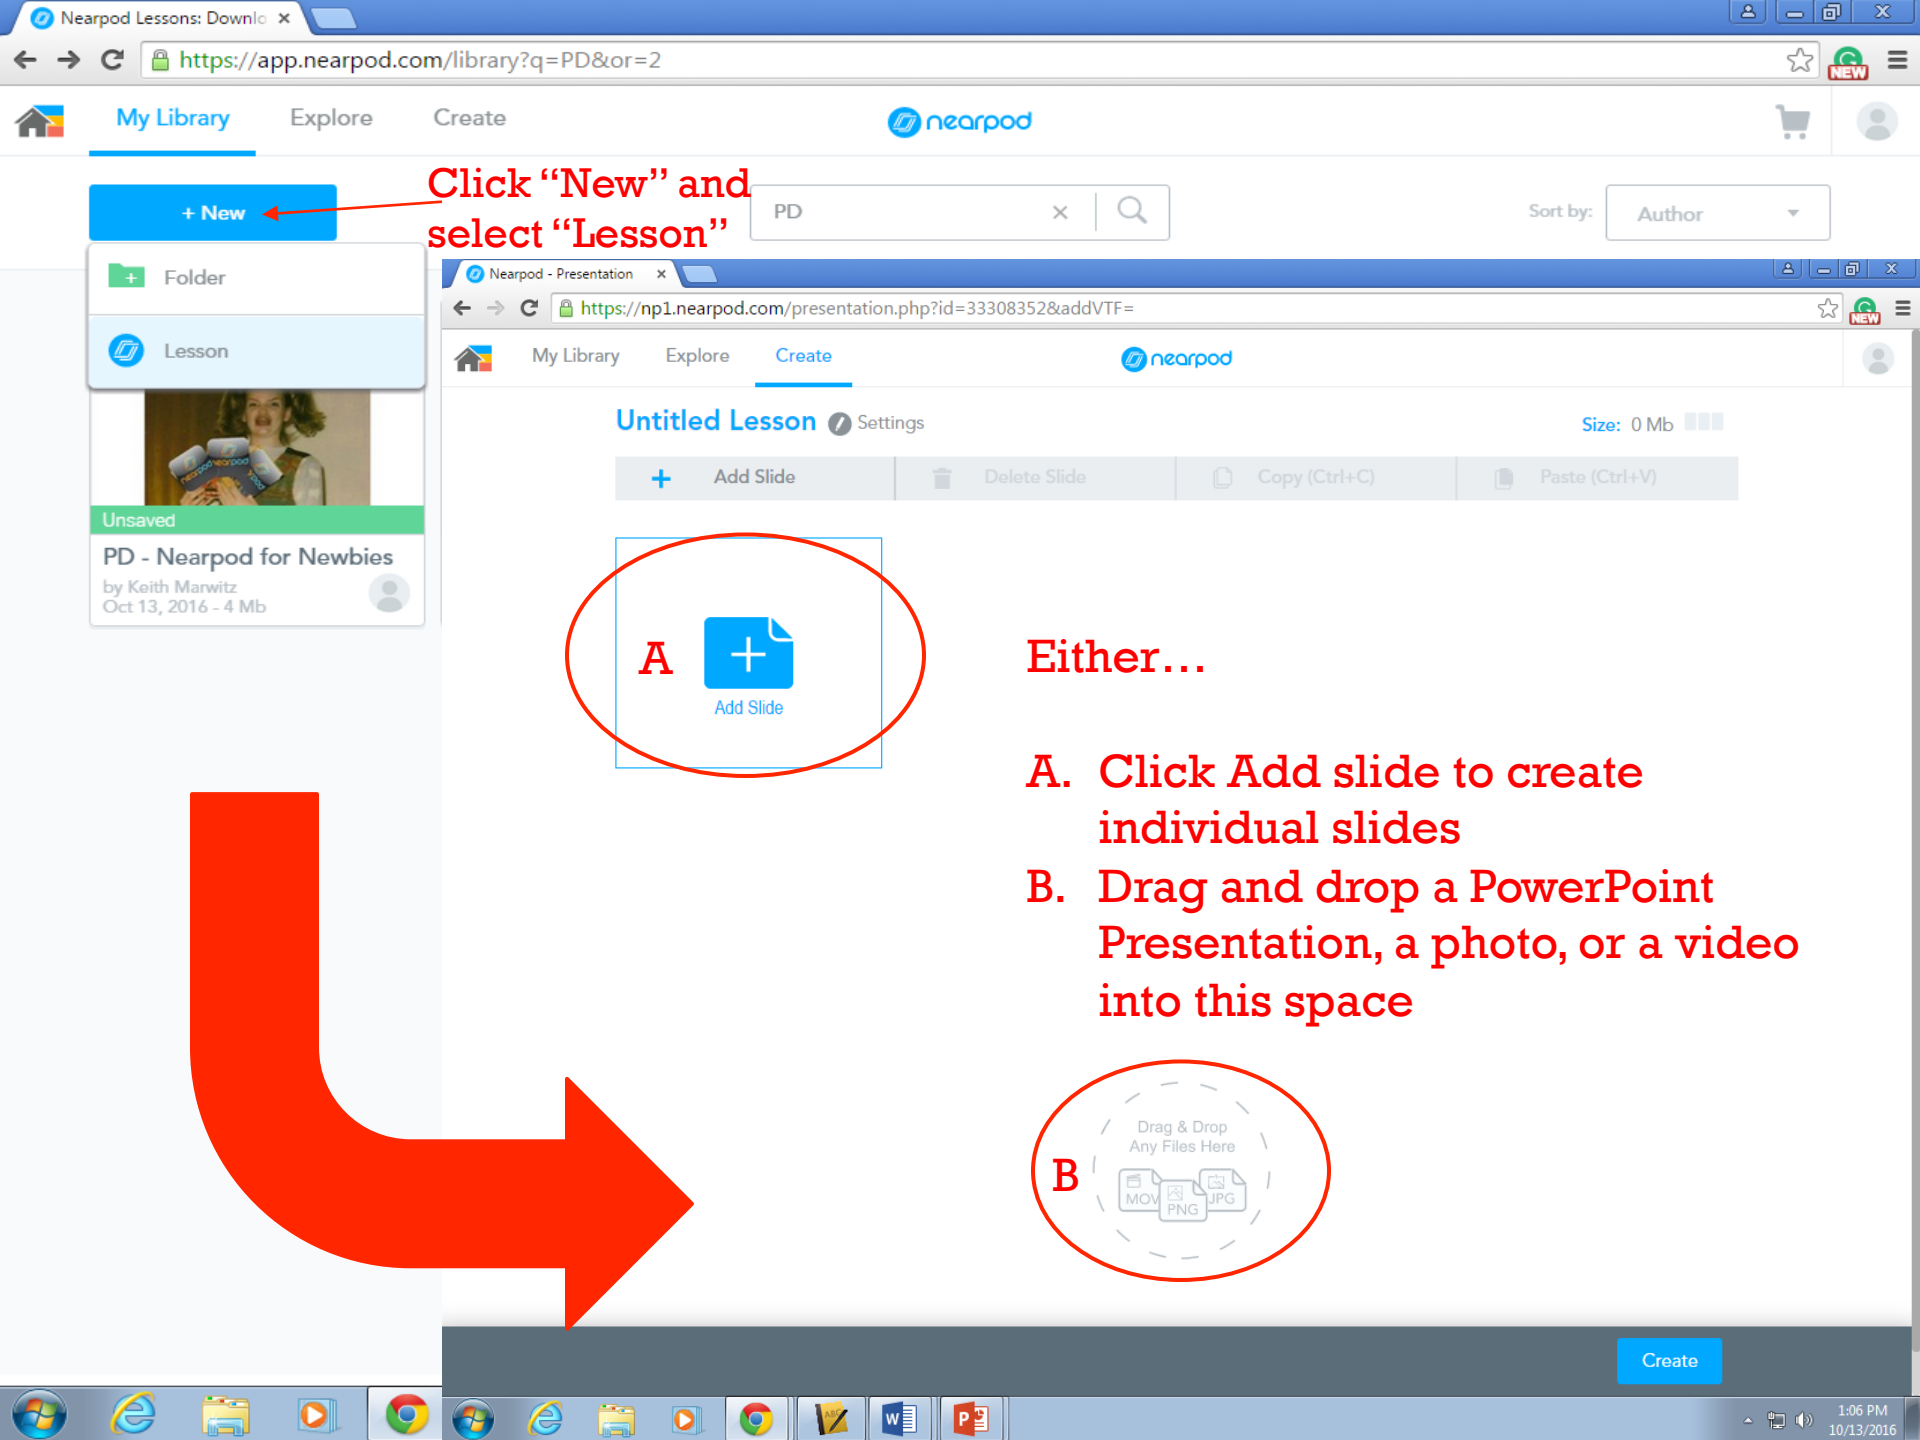 Nearpod Lessons: Downlo
https://app.nearpod.com/library?q=PD&or=2
NEW
My Library Explore Create
nearpod
Click “New” and
select “Lesson”
+ New
PD
Sort by: Author
Folder
Lesson
Unsaved
PD - Nearpod for Newbies
by Keith Marwitz
Oct 13, 2016 - 4 Mb
Nearpod - Presentation
https://np1.nearpod.com/presentation.php?id=33308352&addVTF=
NEW
My Library Explore Create
nearpod
Untitled Lesson Settings
Size: 0 Mb
Add Slide Delete Slide Copy (Ctrl+C) Paste (Ctrl+V)
A
Add Slide
Either...
A. Click Add slide to create
individual slides
B. Drag and drop a PowerPoint
Presentation, a photo, or a video
into this space
Drag & Drop
Any Files Here
B
MOV PNG JPG
Create
1:06 PM
10/13/2016